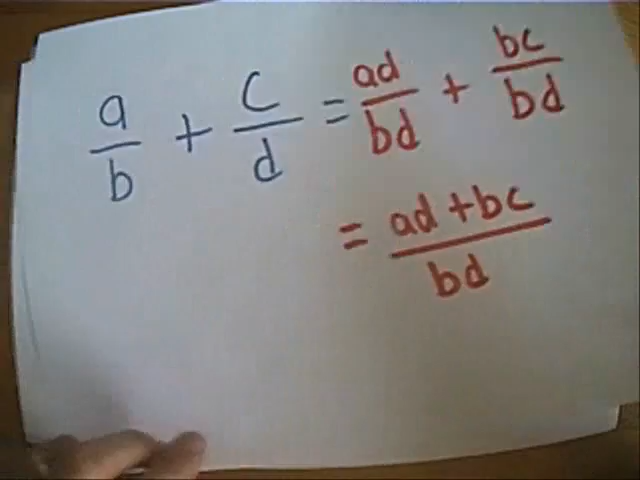 a/b + c/d = ad/bd + bc/bd
= ad+bc/bd